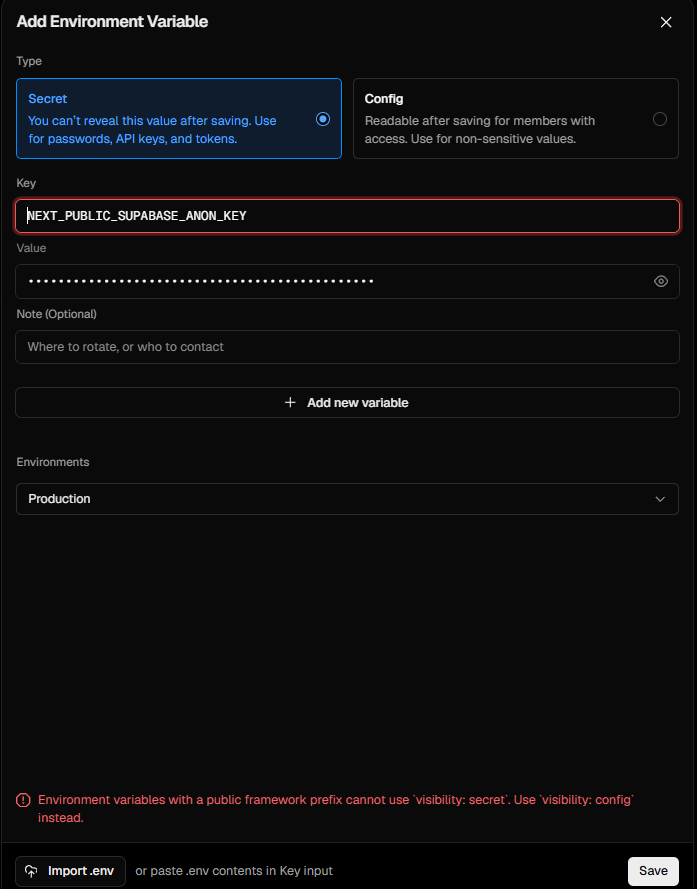 Add Environment Variable
Type
Secret
You can’t reveal this value after saving. Use
for passwords, API keys, and tokens.
Config
Readable after saving for members with
access. Use for non-sensitive values.
Key
NEXT_PUBLIC_SUPABASE_ANON_KEY
Value
••••••••••••••••••••••••••••••••••••••••••••••
Note (Optional)
Where to rotate, or who to contact
Add new variable
Environments
Production
Environment variables with a public framework prefix cannot use `visibility: secret`. Use `visibility: config`
instead.
Import .env
or paste .env contents in Key input
Save